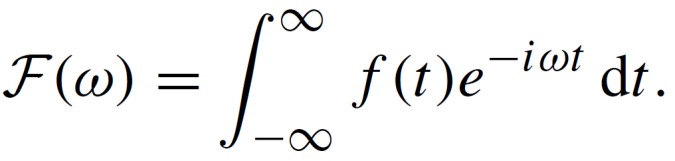 ℱ(ω) = ∫_{−∞}^{∞} f(t)e^{−iωt} dt.